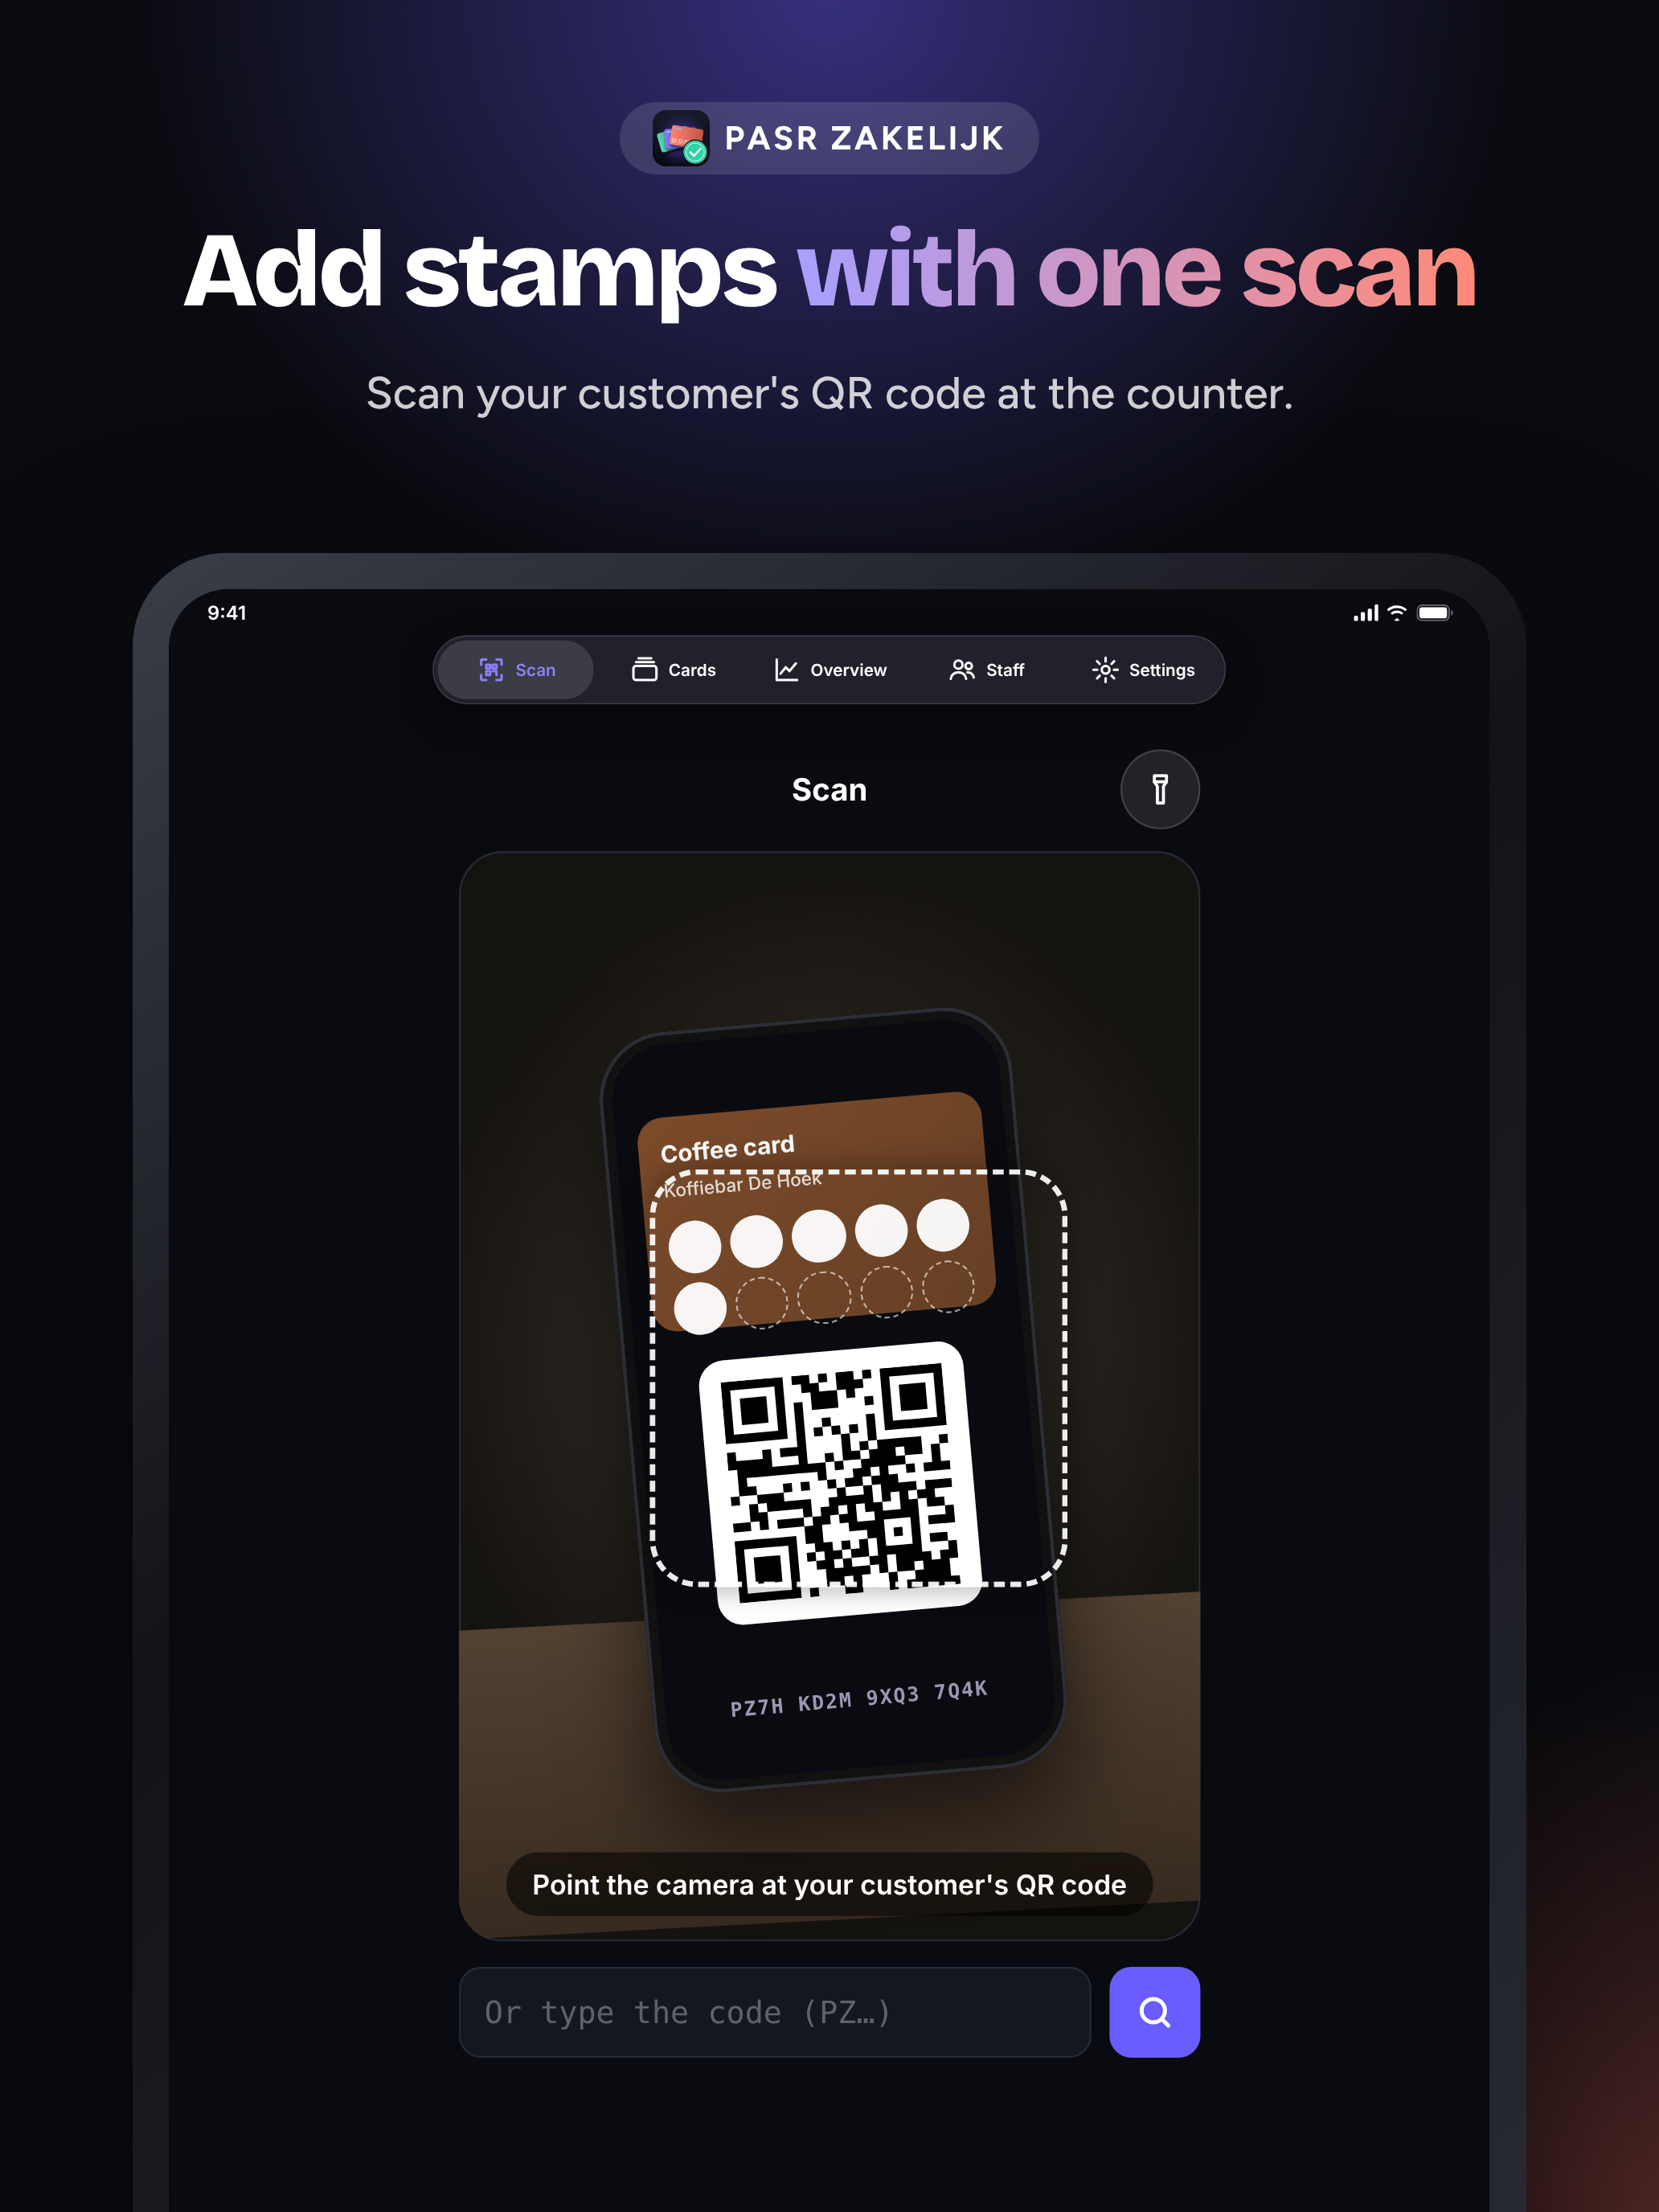 PASR ZAKELIJK
Add stamps with one scan
Scan your customer's QR code at the counter.
9:41
Scan
Cards
Overview
Staff
Settings
Scan
Coffee card
Koffiebar De Hoek
PZ7H KD2M 9XQ3 7Q4K
Point the camera at your customer's QR code
Or type the code (PZ…)